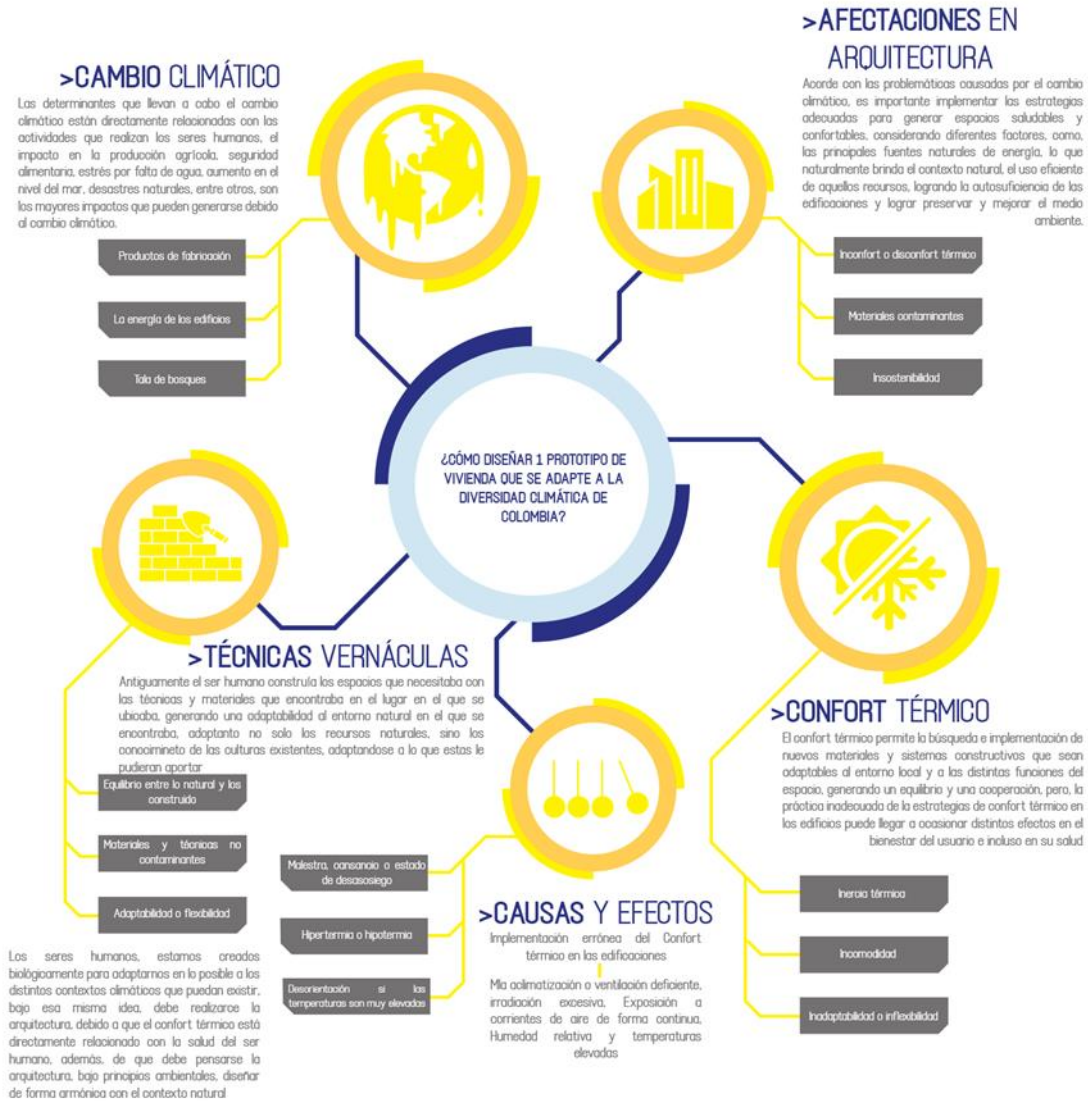 >CAMBIO CLIMÁTICO
Las determinantes que llevan a cabo el cambio
climático están directamente relacionadas con las
actividades que realizan los seres humanos, el
impacto en la producción agrícola, seguridad
alimentaria, estrés por falta de agua, aumento en el
nivel del mar, desastres naturales, entre otros, son
los mayores impactos que pueden generarse debido
al cambio climático.
Productos de fabricación
La energía de los edificios
Tala de bosques
>AFECTACIONES EN
ARQUITECTURA
Acorde con las problemáticas causadas por el cambio
climático, es importante implementar las estrategias
adecuadas para generar espacios saludables y
confortables, considerando diferentes factores, como,
las principales fuentes naturales de energía, lo que
naturalmente brinda el contexto natural, el uso eficiente
de aquellos recursos, logrando la autosuficiencia de las
edificaciones y lograr preservar y mejorar el medio
ambiente.
Inconfort o disconfort térmico
Materiales contaminantes
Insostenibilidad
¿CÓMO DISEÑAR 1 PROTOTIPO DE
VIVIENDA QUE SE ADAPTE A LA
DIVERSIDAD CLIMÁTICA DE
COLOMBIA?
>TÉCNICAS VERNÁCULAS
Antiguamente el ser humano construía los espacios que necesitaba con
las técnicas y materiales que encontraba en el lugar en el que se
ubicaba, generando una adaptabilidad al entorno natural en el que se
encontraba, adoptanto no solo los recursos naturales, sino los
conocimineto de las culturas existentes, adaptandose a lo que estas le
pudieran aportar
Equilibrio entre lo natural y los
construido
Materiales y técnicas no
contaminantes
Adaptabilidad o flexibilidad
Los seres humanos, estamos creados
biológicamente para adaptarnos en lo posible a los
distintos contextos climáticos que puedan existir,
bajo esa misma idea, debe realizarce la
arquitectura, debido a que el confort térmico está
directamente relacionado con la salud del ser
humano, además, de que debe pensarse la
arquitectura, bajo principios ambientales, diseñar
de forma armónica con el contexto natural
Malestra, cansancio o estado
de desasosiego
Hipertermia o hipotermia
Desorientación si las
temperaturas son muy elevadas
>CAUSAS Y EFECTOS
Implementación errónea del Confort
térmico en las edificaciones
Mla aclimatización o ventilación deficiente,
irradiación excesiva, Exposición a
corrientes de aire de forma continua,
Humedad relativa y temperaturas
elevadas
>CONFORT TÉRMICO
El confort térmico permite la búsqueda e implementación de
nuevos materiales y sistemas constructivos que sean
adaptables al entorno local y a las distintas funciones del
espacio, generando un equilibrio y una cooperación, pero, la
práctica inadecuada de la estrategias de confort térmico en
los edificios puede llegar a ocasionar distintos efectos en el
bienestar del usuario e incluso en su salud
Inercia térmica
Incomodidad
Inadaptabilidad o inflexibilidad